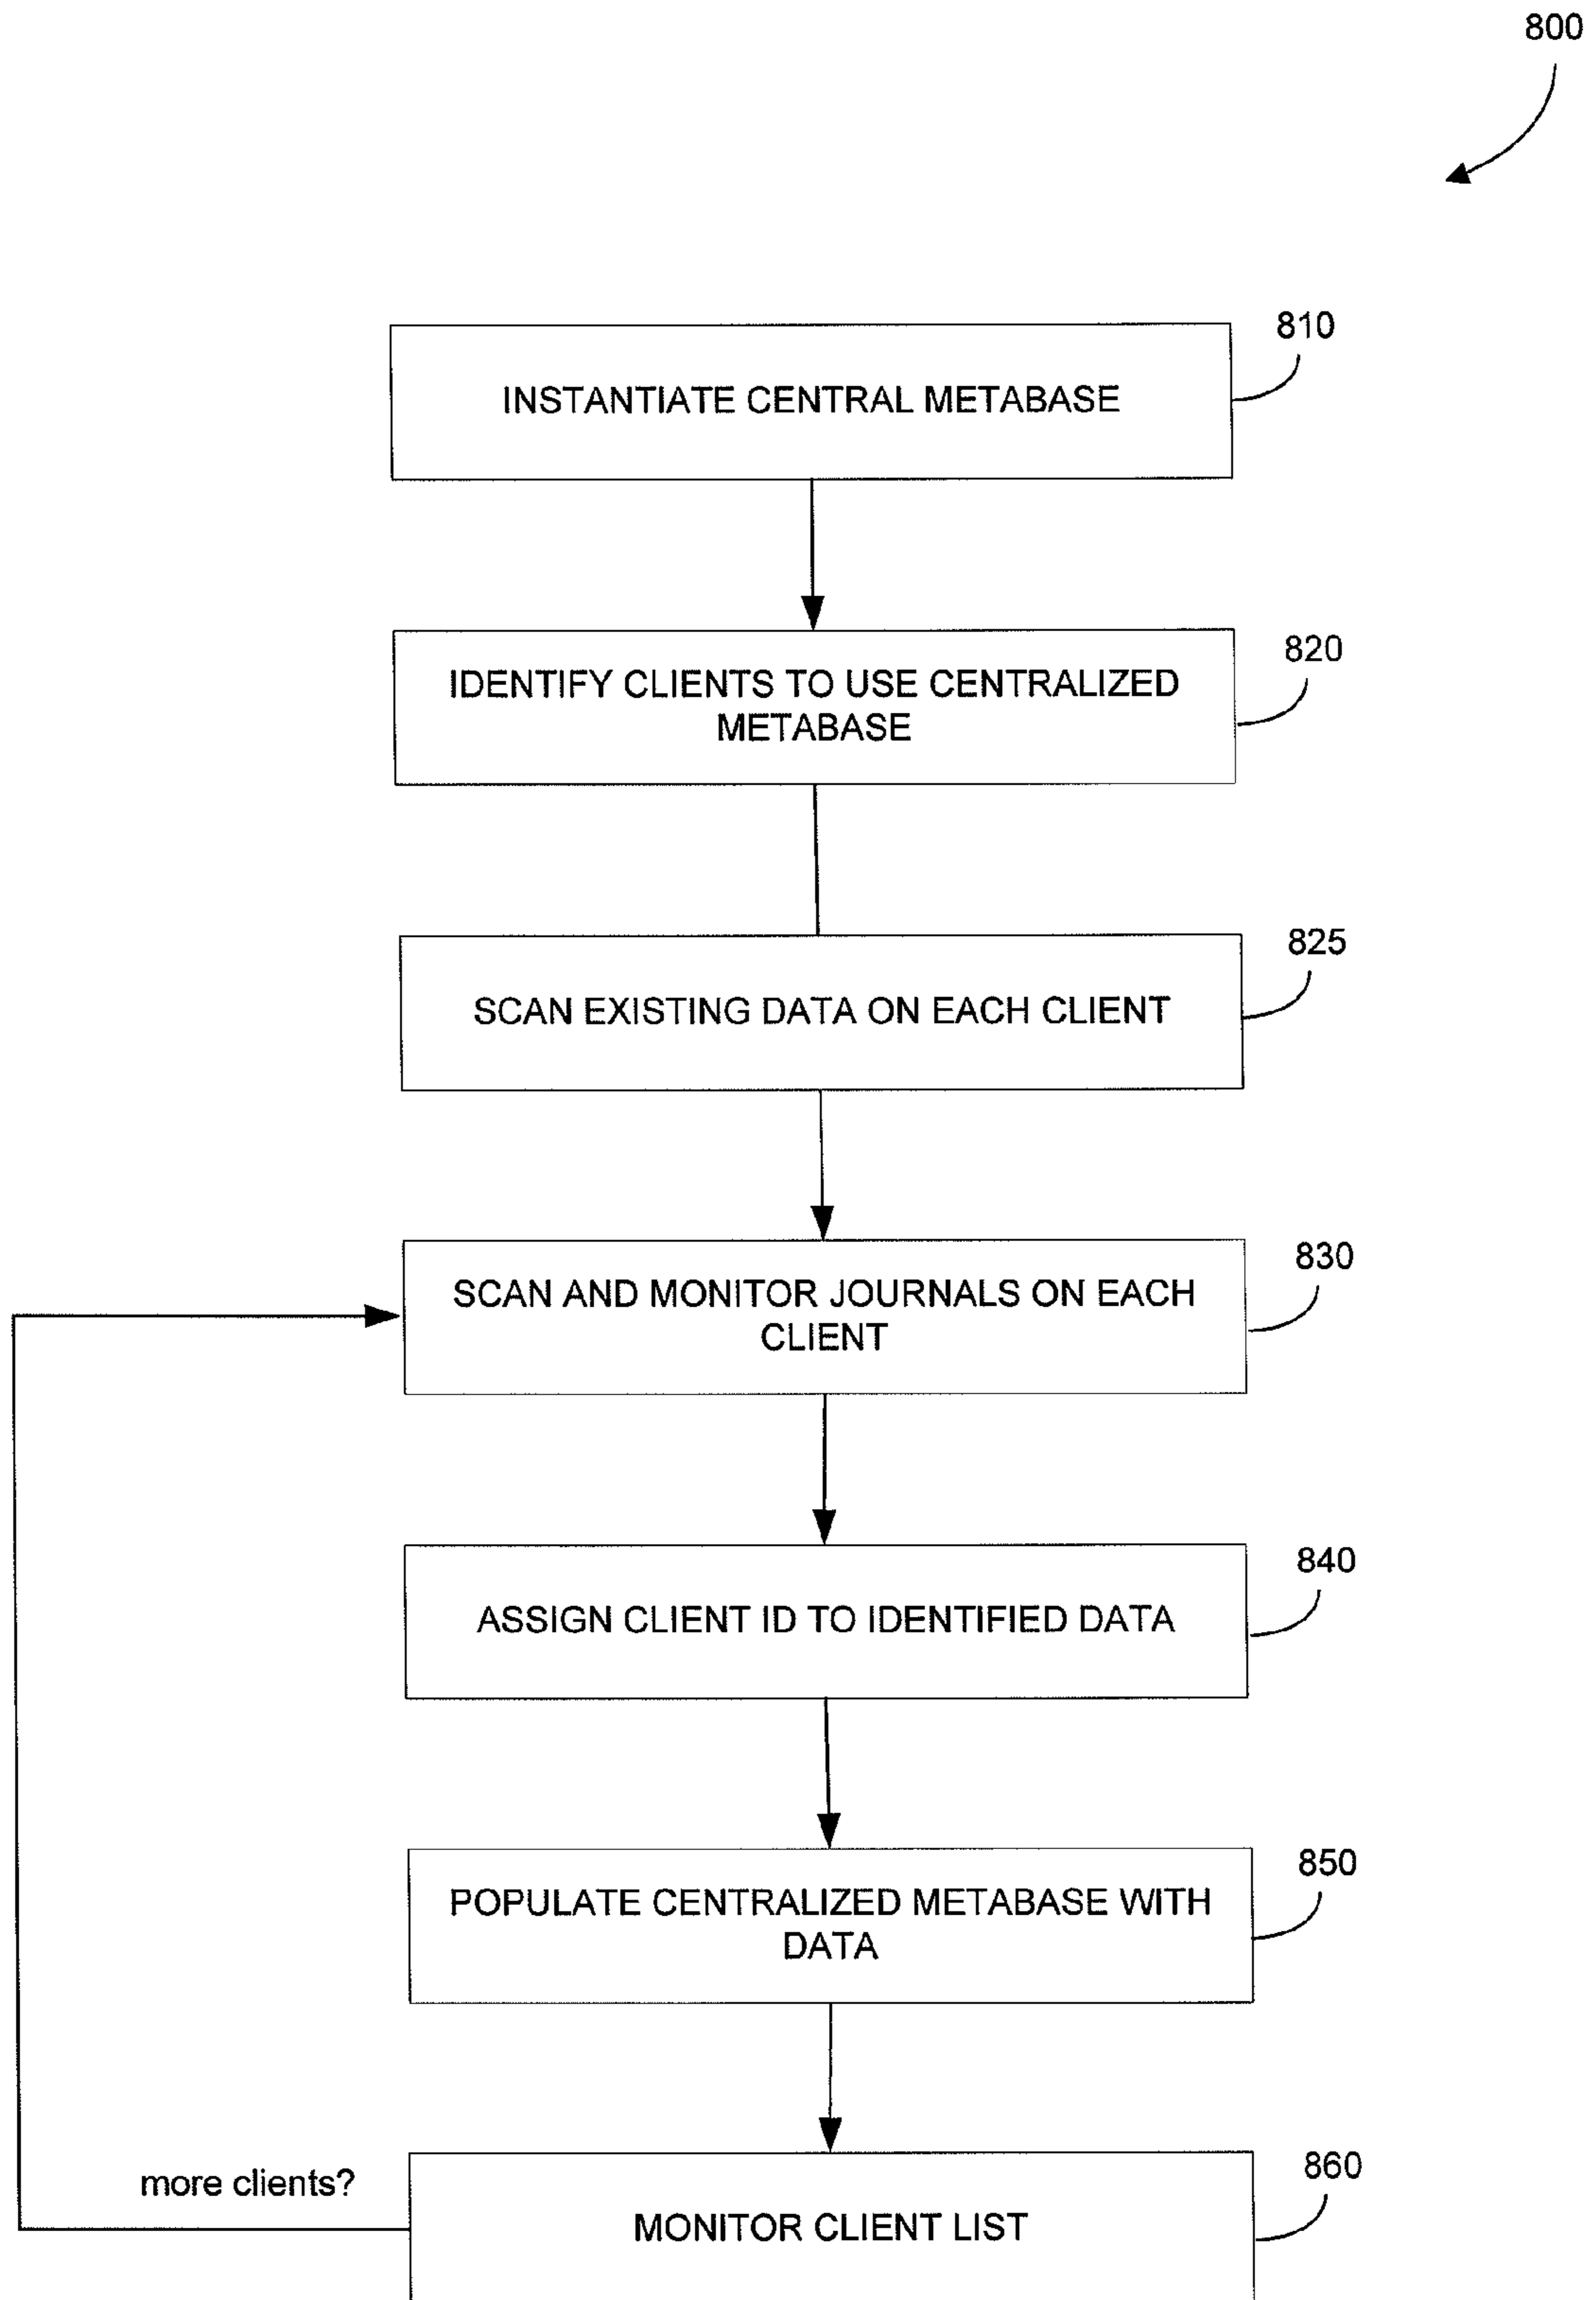 800
810
INSTANTIATE CENTRAL METABASE
820
IDENTIFY CLIENTS TO USE CENTRALIZED
METABASE
825
SCAN EXISTING DATA ON EACH CLIENT
830
SCAN AND MONITOR JOURNALS ON EACH
CLIENT
840
ASSIGN CLIENT ID TO IDENTIFIED DATA
850
POPULATE CENTRALIZED METABASE WITH
DATA
860
more clients?
MONITOR CLIENT LIST